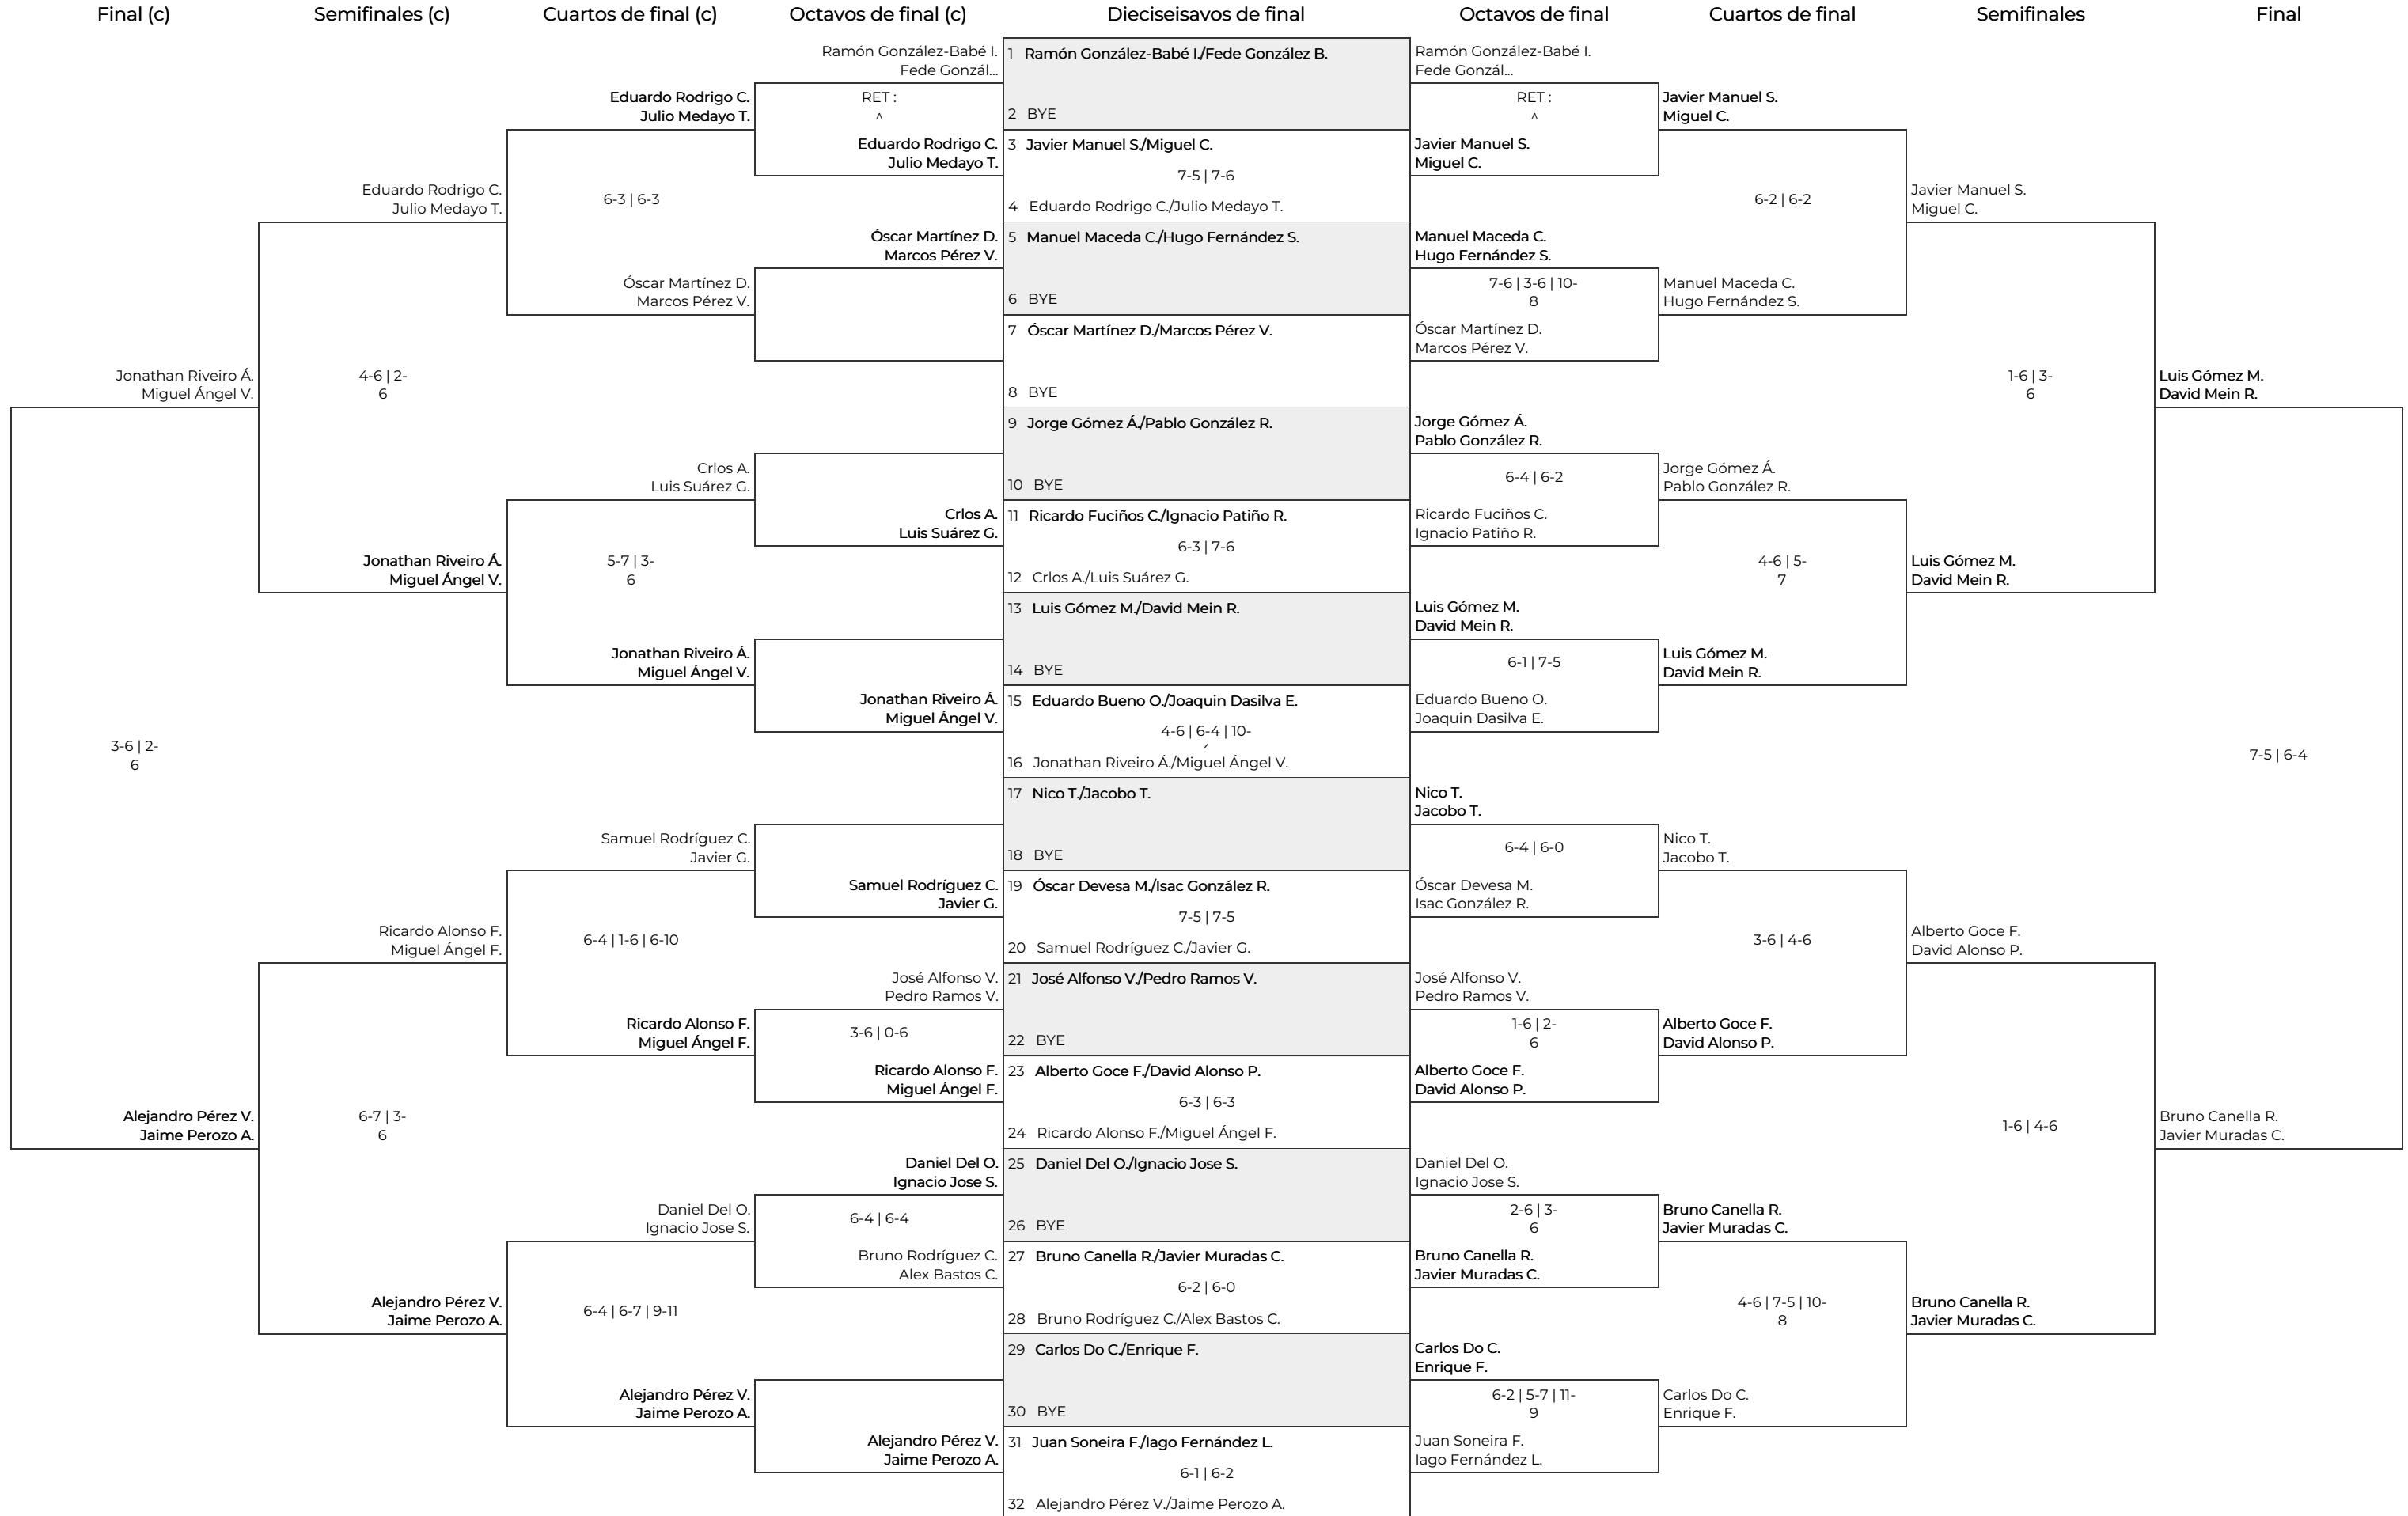 Final (c)
Semifinales (c)
Cuartos de final (c)
Octavos de final (c)
Dieciseisavos de final
Octavos de final
Cuartos de final
Semifinales
Final
Jonathan Riveiro Á.
Miguel Ángel V.
3-6 | 2-
6
Alejandro Pérez V.
Jaime Perozo A.
Eduardo Rodrigo C.
Julio Medayo T.
4-6 | 2-
6
Jonathan Riveiro Á.
Miguel Ángel V.
Ricardo Alonso F.
Miguel Ángel F.
6-7 | 3-
6
Alejandro Pérez V.
Jaime Perozo A.
Eduardo Rodrigo C.
Julio Medayo T.
6-3 | 6-3
Óscar Martínez D.
Marcos Pérez V.
Crlos A.
Luis Suárez G.
5-7 | 3-
6
Jonathan Riveiro Á.
Miguel Ángel V.
Samuel Rodríguez C.
Javier G.
6-4 | 1-6 | 6-10
Ricardo Alonso F.
Miguel Ángel F.
Daniel Del O.
Ignacio Jose S.
6-4 | 6-7 | 9-11
Alejandro Pérez V.
Jaime Perozo A.
Ramón González-Babé I.
Fede Gonzál...
RET :
Eduardo Rodrigo C.
Julio Medayo T.
Óscar Martínez D.
Marcos Pérez V.
Crlos A.
Luis Suárez G.
Jonathan Riveiro Á.
Miguel Ángel V.
Samuel Rodríguez C.
Javier G.
José Alfonso V.
Pedro Ramos V.
3-6 | 0-6
Ricardo Alonso F.
Miguel Ángel F.
Daniel Del O.
Ignacio Jose S.
6-4 | 6-4
Bruno Rodríguez C.
Alex Bastos C.
Alejandro Pérez V.
Jaime Perozo A.
1 Ramón González-Babé I./Fede González B.
2 BYE
3 Javier Manuel S./Miguel C.
7-5 | 7-6
4 Eduardo Rodrigo C./Julio Medayo T.
5 Manuel Maceda C./Hugo Fernández S.
6 BYE
7 Óscar Martínez D./Marcos Pérez V.
8 BYE
9 Jorge Gómez Á./Pablo González R.
10 BYE
11 Ricardo Fuciños C./Ignacio Patiño R.
6-3 | 7-6
12 Crlos A./Luis Suárez G.
13 Luis Gómez M./David Mein R.
14 BYE
15 Eduardo Bueno O./Joaquin Dasilva E.
4-6 | 6-4 | 10-
16 Jonathan Riveiro Á./Miguel Ángel V.
17 Nico T./Jacobo T.
18 BYE
19 Óscar Devesa M./Isac González R.
7-5 | 7-5
20 Samuel Rodríguez C./Javier G.
21 José Alfonso V./Pedro Ramos V.
22 BYE
23 Alberto Goce F./David Alonso P.
6-3 | 6-3
24 Ricardo Alonso F./Miguel Ángel F.
25 Daniel Del O./Ignacio Jose S.
26 BYE
27 Bruno Canella R./Javier Muradas C.
6-2 | 6-0
28 Bruno Rodríguez C./Alex Bastos C.
29 Carlos Do C./Enrique F.
30 BYE
31 Juan Soneira F./Iago Fernández L.
6-1 | 6-2
32 Alejandro Pérez V./Jaime Perozo A.
Ramón González-Babé I.
Fede Gonzál...
RET :
Javier Manuel S.
Miguel C.
Manuel Maceda C.
Hugo Fernández S.
7-6 | 3-6 | 10-
8
Óscar Martínez D.
Marcos Pérez V.
Jorge Gómez Á.
Pablo González R.
6-4 | 6-2
Ricardo Fuciños C.
Ignacio Patiño R.
Luis Gómez M.
David Mein R.
6-1 | 7-5
Eduardo Bueno O.
Joaquin Dasilva E.
Nico T.
Jacobo T.
6-4 | 6-0
Óscar Devesa M.
Isac González R.
José Alfonso V.
Pedro Ramos V.
1-6 | 2-
6
Alberto Goce F.
David Alonso P.
Daniel Del O.
Ignacio Jose S.
2-6 | 3-
6
Bruno Canella R.
Javier Muradas C.
Carlos Do C.
Enrique F.
6-2 | 5-7 | 11-
9
Juan Soneira F.
Iago Fernández L.
Javier Manuel S.
Miguel C.
6-2 | 6-2
Manuel Maceda C.
Hugo Fernández S.
Jorge Gómez Á.
Pablo González R.
4-6 | 5-
7
Luis Gómez M.
David Mein R.
Nico T.
Jacobo T.
3-6 | 4-6
Alberto Goce F.
David Alonso P.
Bruno Canella R.
Javier Muradas C.
4-6 | 7-5 | 10-
8
Carlos Do C.
Enrique F.
Javier Manuel S.
Miguel C.
1-6 | 3-
6
Luis Gómez M.
David Mein R.
Alberto Goce F.
David Alonso P.
1-6 | 4-6
Bruno Canella R.
Javier Muradas C.
Luis Gómez M.
David Mein R.
7-5 | 6-4
Bruno Canella R.
Javier Muradas C.